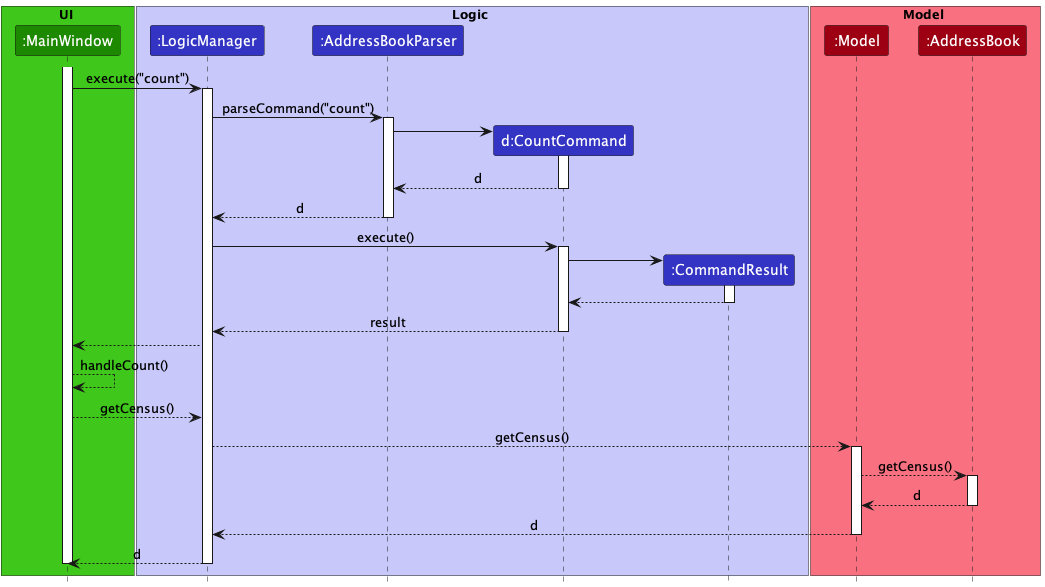 UI
Logic
Model
:MainWindow
:LogicManager
:AddressBookParser
:Model
:AddressBook
execute("count")
parseCommand("count")
d:CountCommand
d
d
execute()
:CommandResult
result
handleCount()
getCensus()
getCensus()
getCensus()
d
d
d